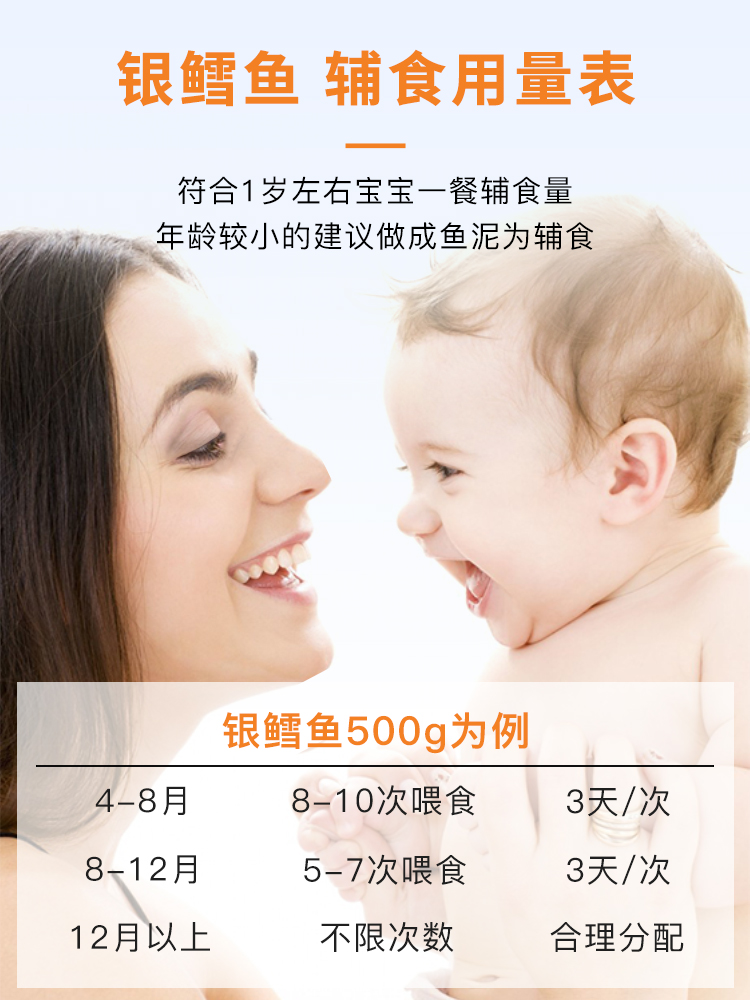 银鳕鱼 辅食用量表
符合1岁左右宝宝一餐辅食量
年龄较小的建议做成鱼泥为辅食
银鳕鱼500g为例
4-8月 8-10次喂食 3天/次
8-12月 5-7次喂食 3天/次
12月以上 不限次数 合理分配